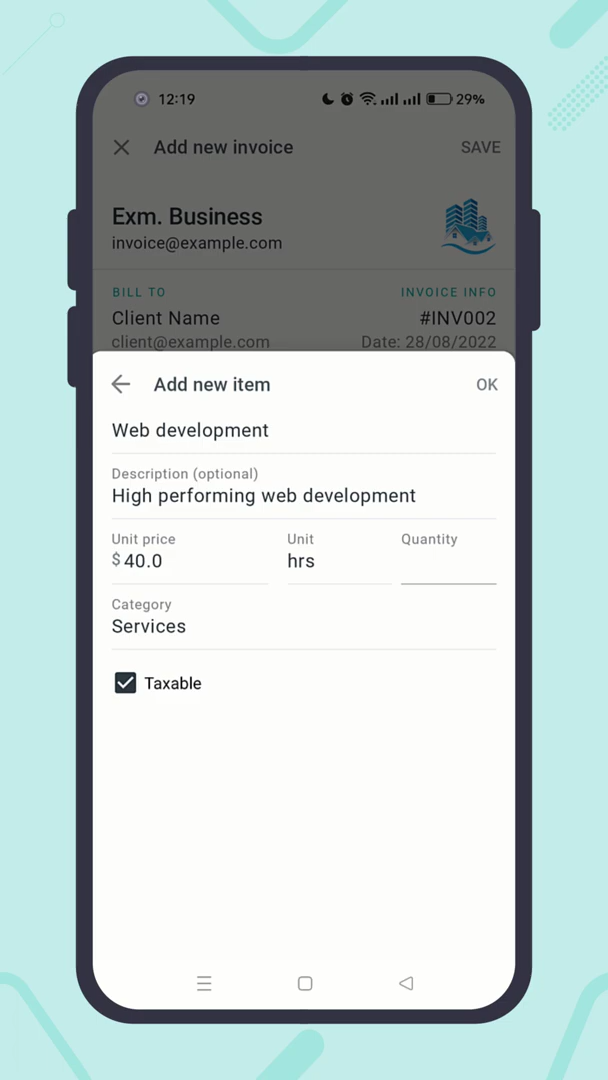 12:19
29%
Add new invoice
SAVE
Exm. Business
invoice@example.com
BILL TO
INVOICE INFO
Client Name
#INV002
client@example.com
Date: 28/08/2022
Add new item
OK
Web development
Description (optional)
High performing web development
Unit price
Unit
Quantity
$40.0
hrs
Category
Services
Taxable